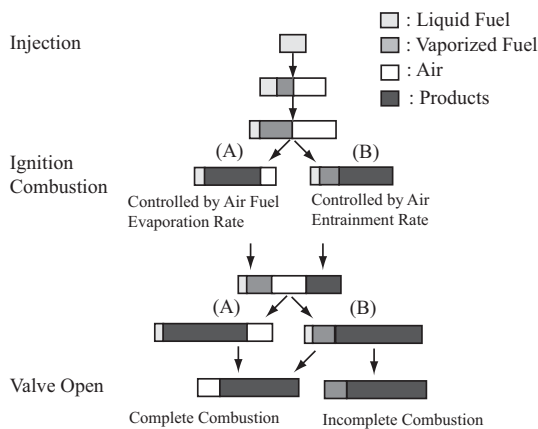 Injection
: Liquid Fuel
: Vaporized Fuel
: Air
: Products
(A)
(B)
Ignition
Combustion
Controlled by Air Fuel
Evaporation Rate
Controlled by Air
Entrainment Rate
(A)
(B)
Valve Open
Complete Combustion
Incomplete Combustion